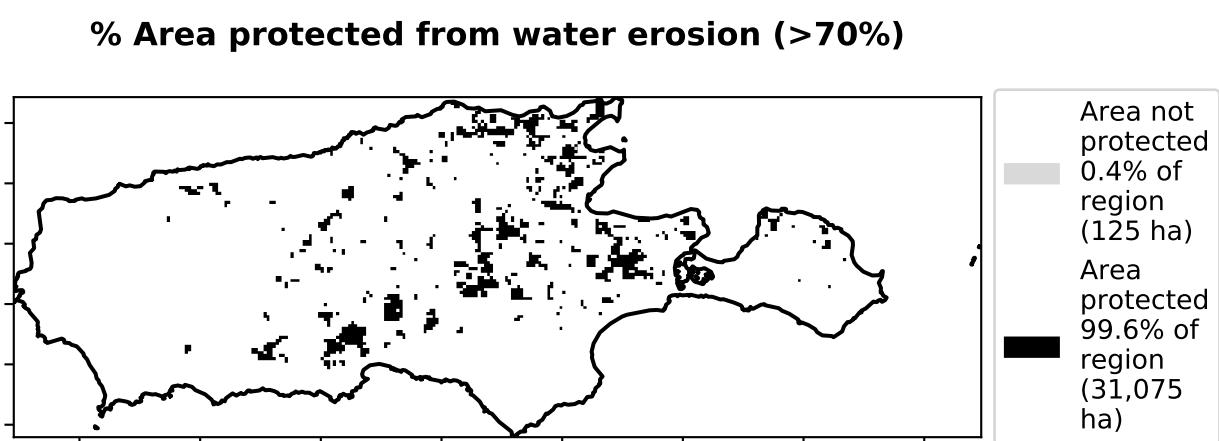 % Area protected from water erosion (>70%)
Area not
protected
0.4% of
region
(125 ha)
Area
protected
99.6% of
region
(31,075
ha)